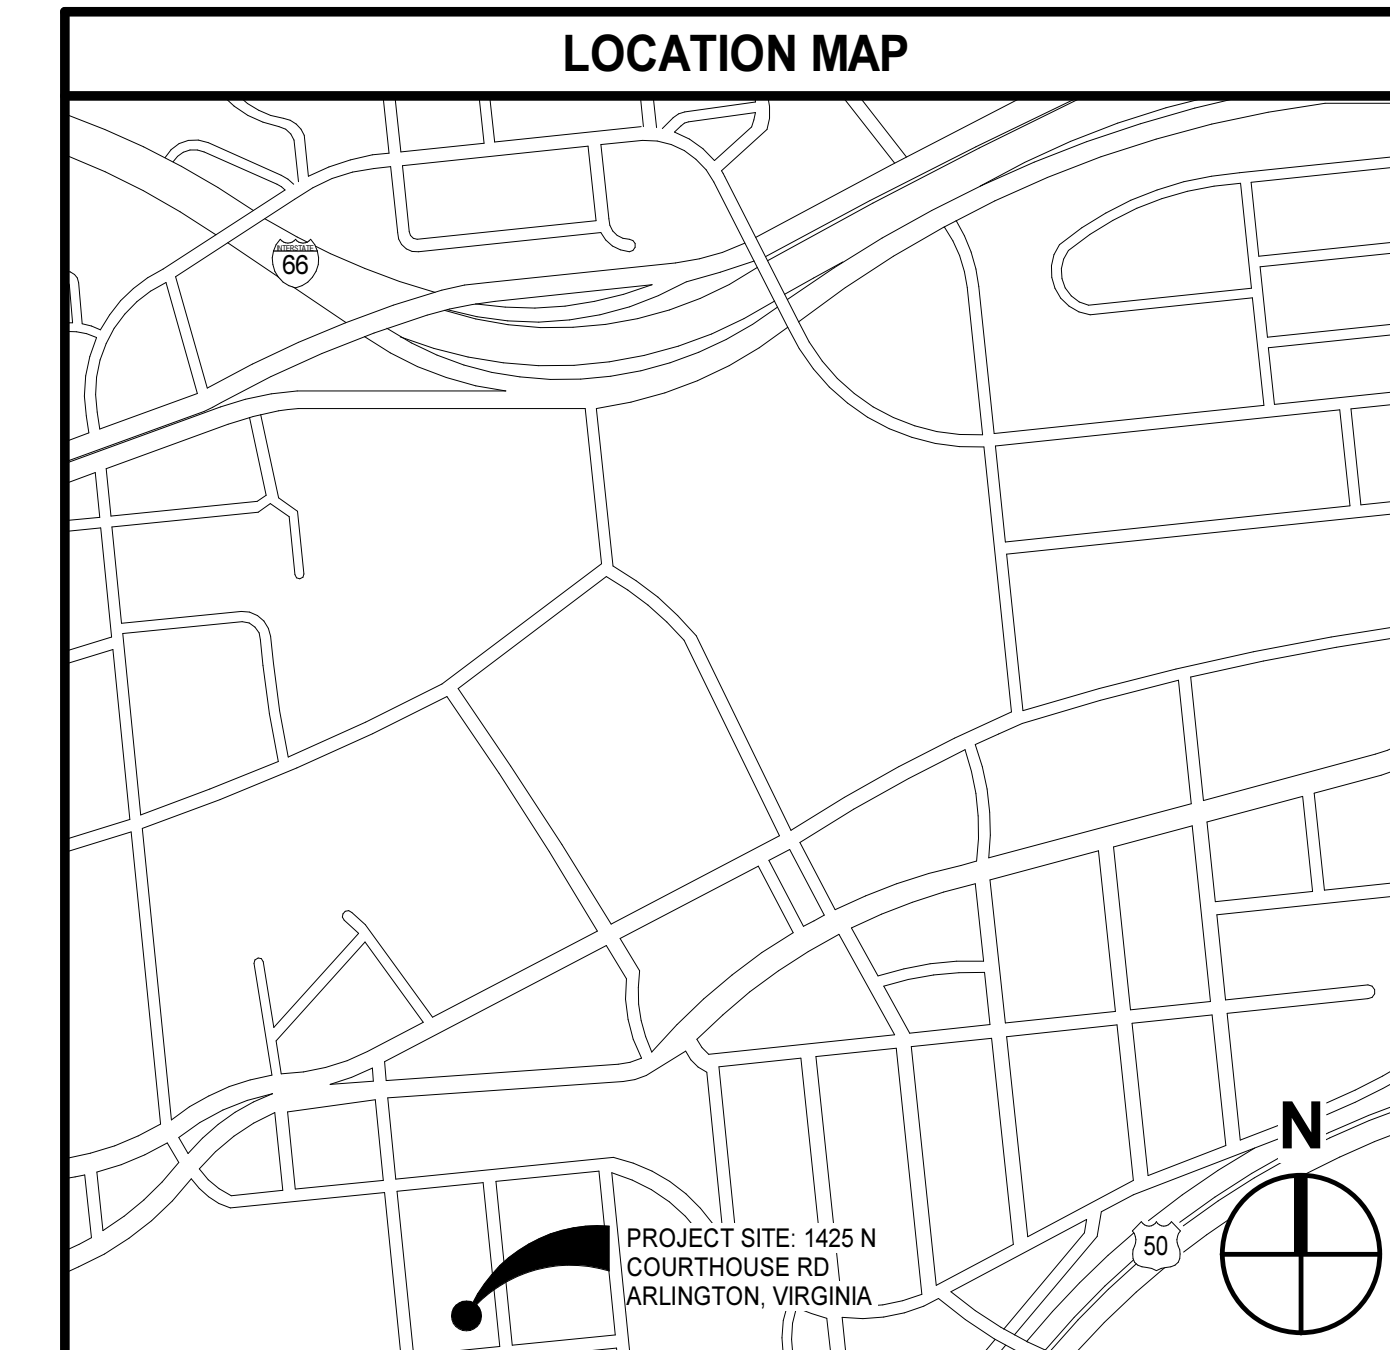 LOCATION MAP
INTERSTATE
66
N
PROJECT SITE: 1425 N
COURTHOUSE RD
ARLINGTON, VIRGINIA
50